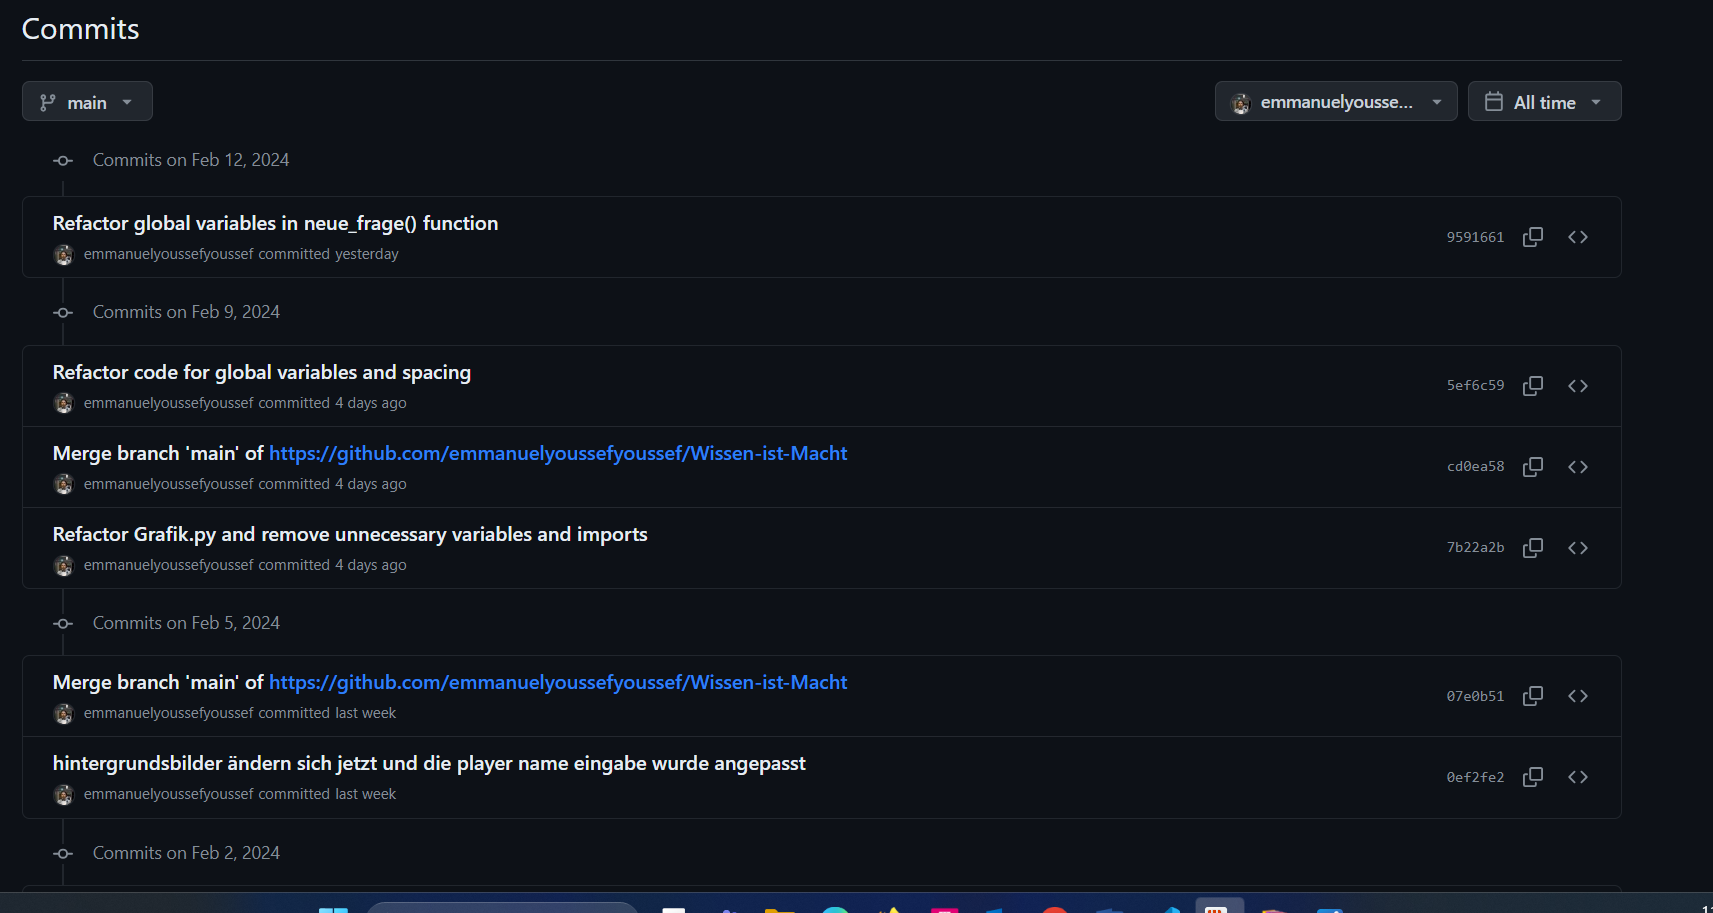 Commits
main
emmanuelyousse...
All time
Commits on Feb 12, 2024
Refactor global variables in neue_frage() function
9591661
emmanuelyoussefyoussef committed yesterday
Commits on Feb 9, 2024
Refactor code for global variables and spacing
5ef6c59
emmanuelyoussefyoussef committed 4 days ago
Merge branch 'main' of https://github.com/emmanuelyoussefyoussef/Wissen-ist-Macht
cd0ea58
emmanuelyoussefyoussef committed 4 days ago
Refactor Grafik.py and remove unnecessary variables and imports
7b22a2b
emmanuelyoussefyoussef committed 4 days ago
Commits on Feb 5, 2024
Merge branch 'main' of https://github.com/emmanuelyoussefyoussef/Wissen-ist-Macht
07e0b51
emmanuelyoussefyoussef committed last week
hintergrundsbilder ändern sich jetzt und die player name eingabe wurde angepasst
0ef2fe2
emmanuelyoussefyoussef committed last week
Commits on Feb 2, 2024